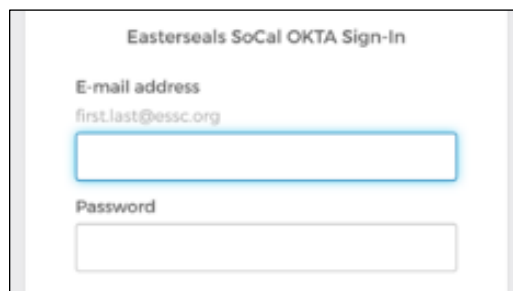 Easterseals SoCal OKTA Sign-In
E-mail address
first.last@essc.org
Password